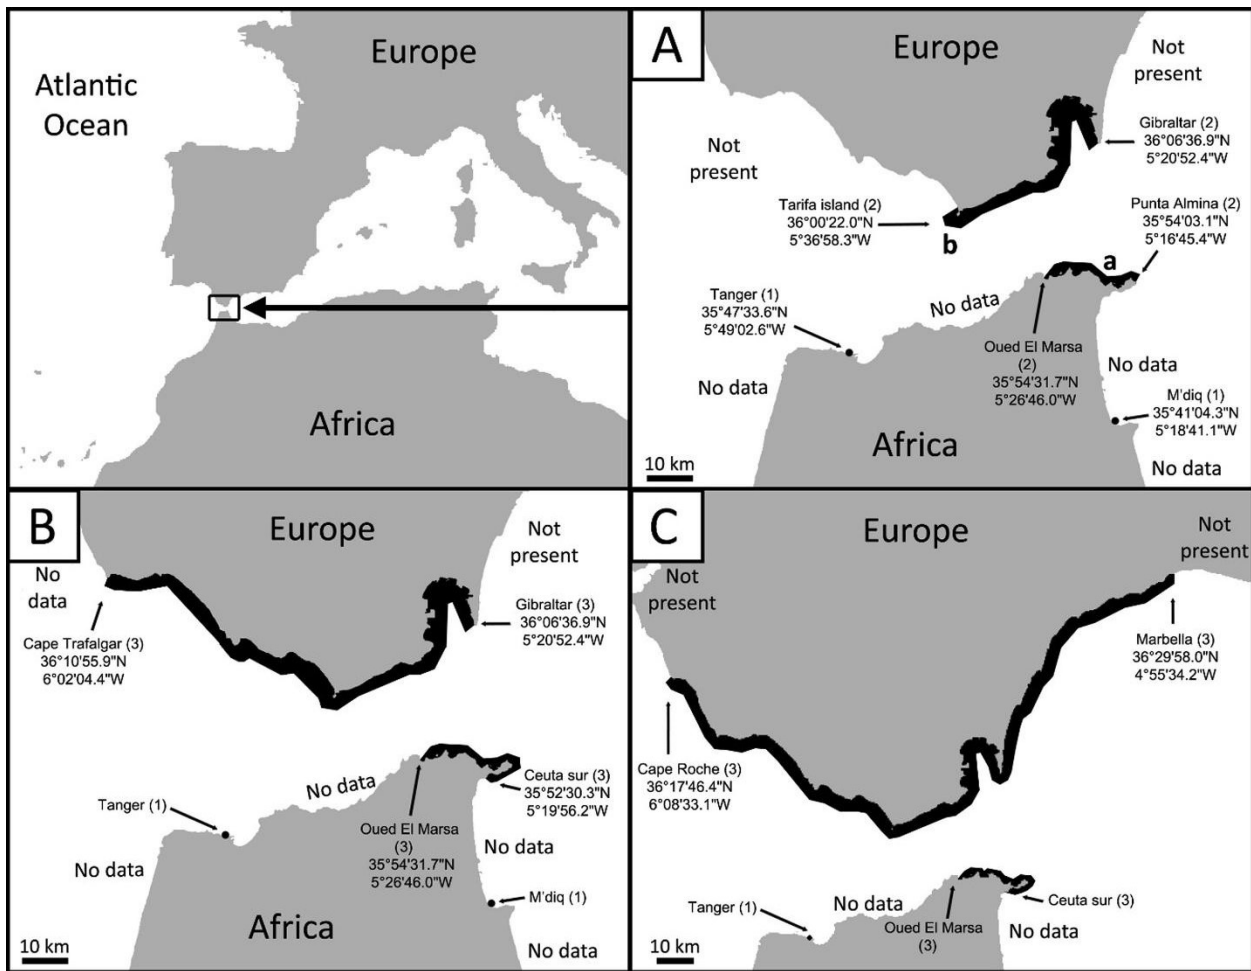 Europe
Atlantic
Ocean
Africa
A
Europe
Not
present
Not
present
Gibraltar (2)
36°06'36.9"N
5°20'52.4"W
Tarifa island (2)
36°00'22.0"N
5°36'58.3"W
b
Punta Almina (2)
35°54'03.1"N
5°16'45.4"W
a
Tanger (1)
35°47'33.6"N
5°49'02.6"W
No data
Oued El Marsa
(2)
35°54'31.7"N
5°26'46.0"W
No data
No data
M'diq (1)
35°41'04.3"N
5°18'41.1"W
Africa
No data
10 km
B
Europe
Not
present
No
data
Gibraltar (3)
36°06'36.9"N
5°20'52.4"W
Cape Trafalgar (3)
36°10'55.9"N
6°02'04.4"W
No data
Ceuta sur (3)
35°52'30.3"N
5°19'56.2"W
Tanger (1)
Oued El Marsa
(3)
35°54'31.7"N
5°26'46.0"W
No data
No data
M'diq (1)
Africa
No data
10 km
C
Europe
Not
present
Not
present
Marbella (3)
36°29'58.0"N
4°55'34.2"W
Cape Roche (3)
36°17'46.4"N
6°08'33.1"W
No data
Ceuta sur (3)
Tanger (1)
Oued El Marsa
(3)
No data
10 km